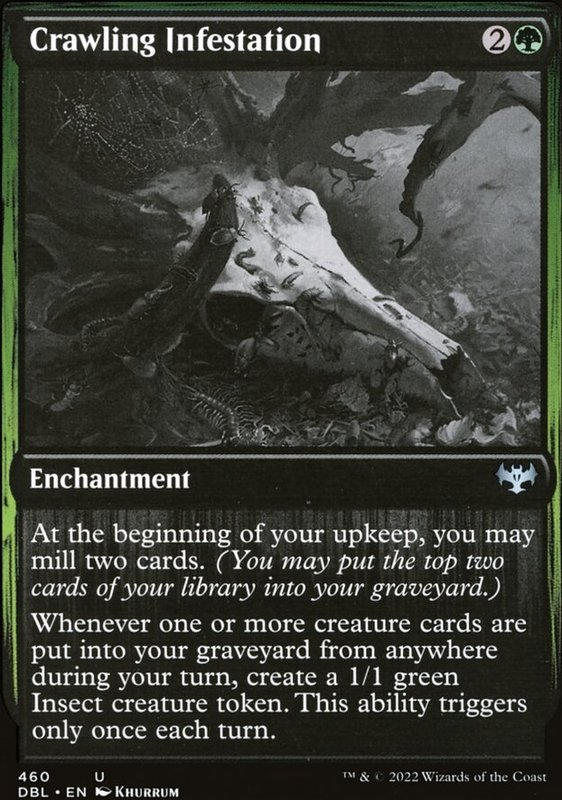 Crawling Infestation 2
Enchantment
At the beginning of your upkeep, you may
mill two cards. (You may put the top two
cards of your library into your graveyard.)
Whenever one or more creature cards are
put into your graveyard from anywhere
during your turn, create a 1/1 green
Insect creature token. This ability triggers
only once each turn.
460 U
DBL • EN KHURRUM
™ & © 2022 Wizards of the Coast